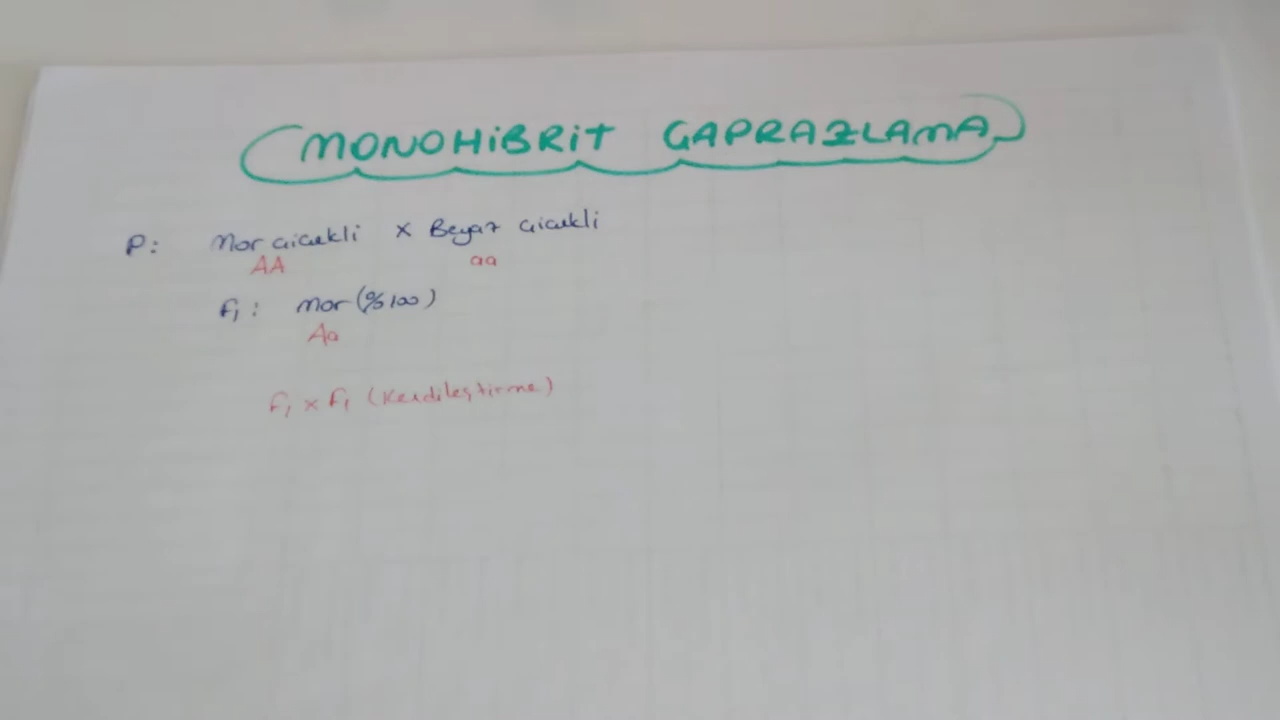 MONOHİBRİT ÇAPRAZLAMA
P: Mor çiçekli x Beyaz çiçekli
AA aa
F₁: Mor (%100)
Aa
F₁ x F₁ (Kendileştirme)